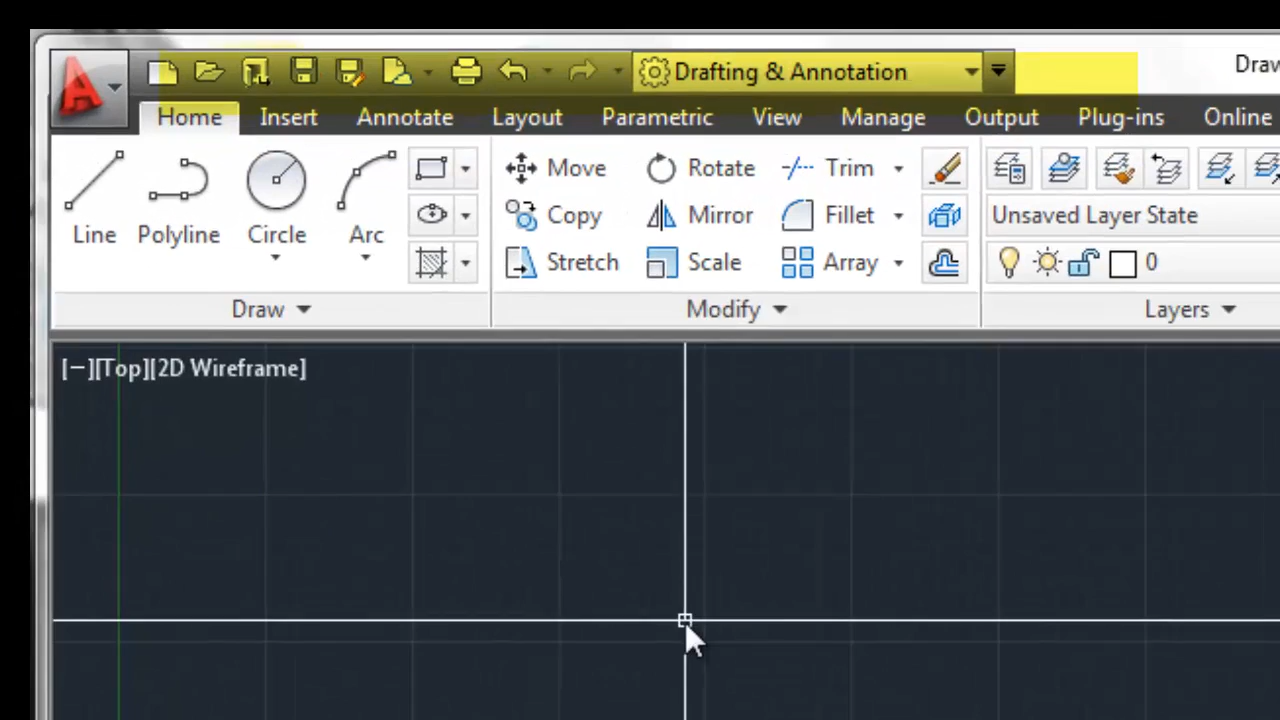 Drafting & Annotation
Home Insert Annotate Layout Parametric View Manage Output Plug-ins Online
Line Polyline Circle Arc Move Rotate Trim
Copy Mirror Fillet Unsaved Layer State
Stretch Scale Array 0
Draw Modify Layers
[−][Top][2D Wireframe]